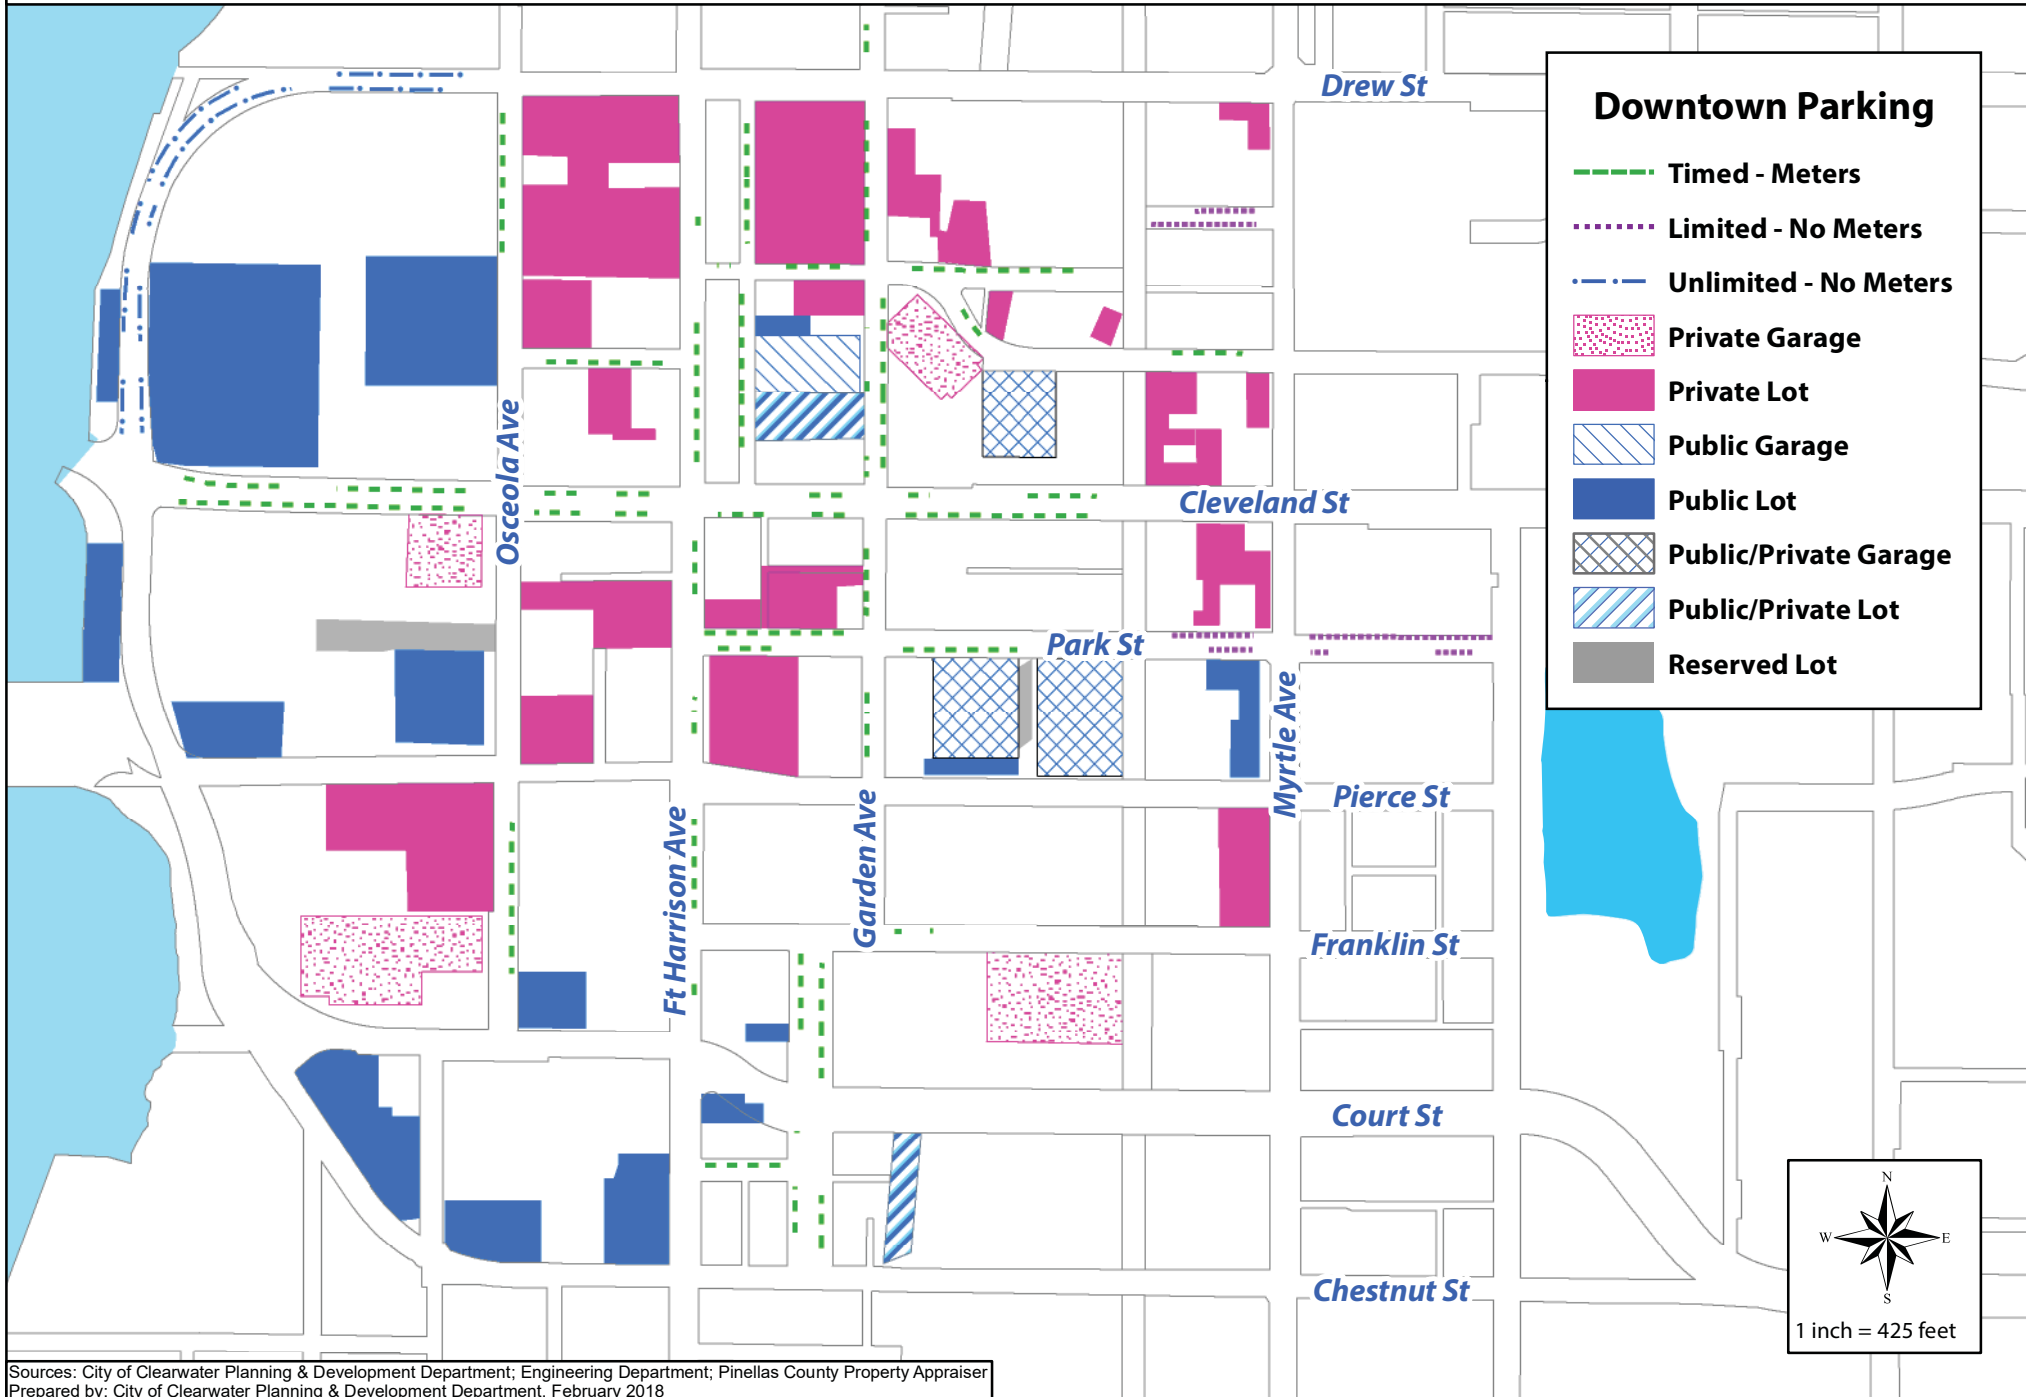 Drew St
Downtown Parking
Timed - Meters
Limited - No Meters
Unlimited - No Meters
Private Garage
Private Lot
Public Garage
Public Lot
Public/Private Garage
Public/Private Lot
Reserved Lot
Osceola Ave
Cleveland St
Park St
Myrtle Ave
Pierce St
Ft Harrison Ave
Garden Ave
Franklin St
Court St
Chestnut St
N
W
E
S
1 inch = 425 feet
Sources: City of Clearwater Planning & Development Department; Engineering Department; Pinellas County Property Appraiser
Prepared by: City of Clearwater Planning & Development Department, February 2018